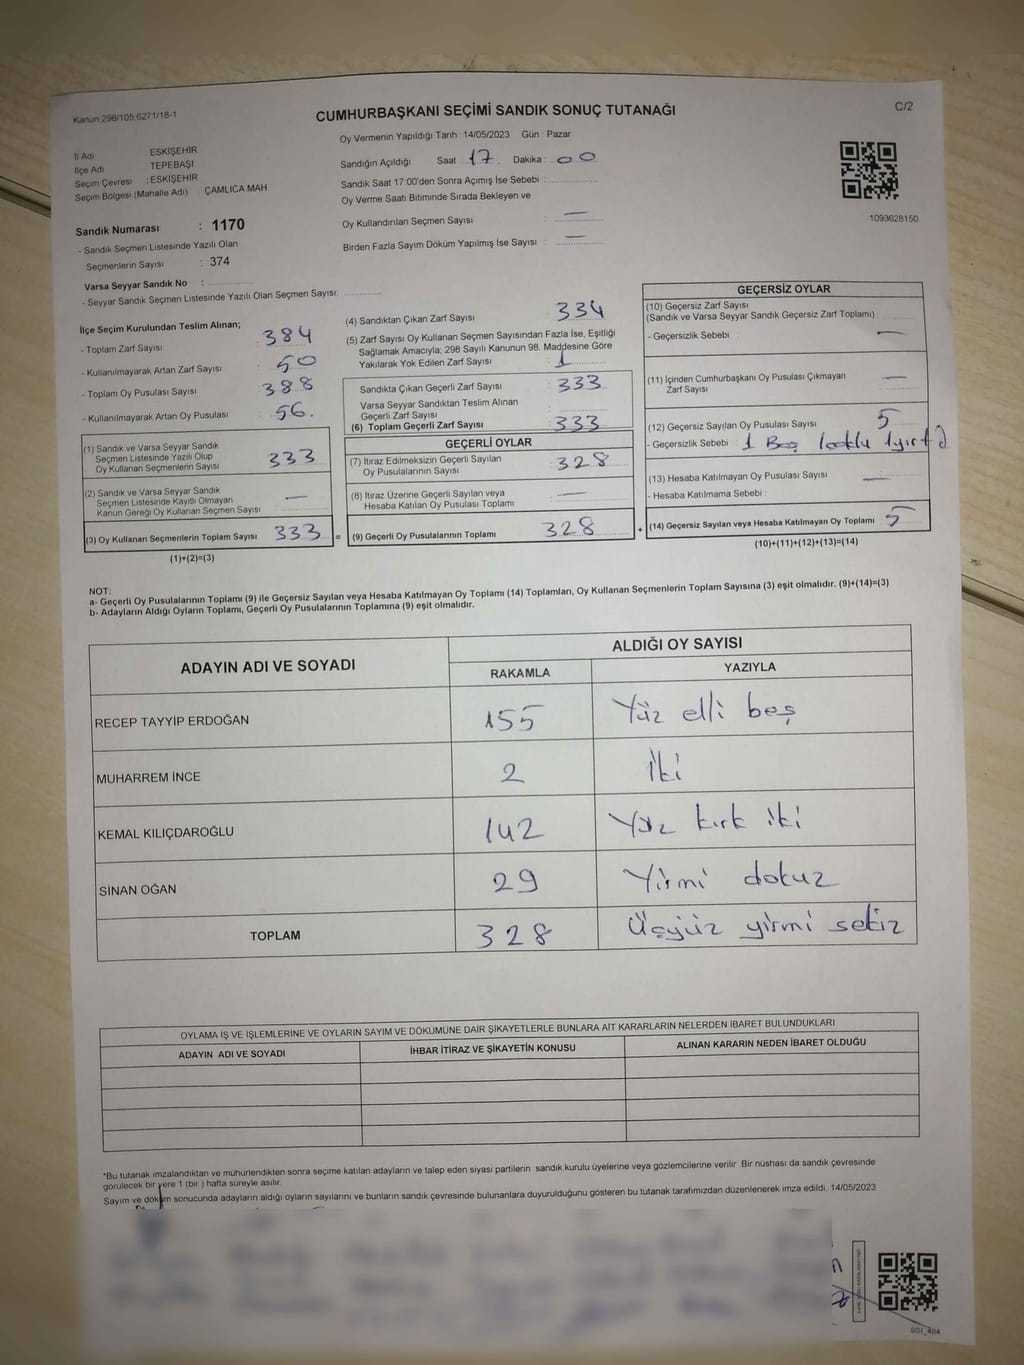 Kanun 298/105,6271/18-1
CUMHURBAŞKANI SEÇİMİ SANDIK SONUÇ TUTANAĞI
C/2
Oy Vermenin Yapıldığı Tarih : 14/05/2023 Gün : Pazar
İl Adı ESKİŞEHİR
İlçe Adı TEPEBAŞI
Seçim Çevresi : ESKİŞEHİR
Seçim Bölgesi (Mahalle Adı) ÇAMLICA MAH
Sandığın Açıldığı Saat 17 Dakika : 00
Sandık Saat 17:00'den Sonra Açımış İse Sebebi :
Oy Verme Saati Bitiminde Sırada Bekleyen ve
Oy Kullandırılan Seçmen Sayısı : —
Birden Fazla Sayım Döküm Yapılmış İse Sayısı : —
1093628150
Sandık Numarası : 1170
- Sandık Seçmen Listesinde Yazılı Olan
Seçmenlerin Sayısı : 374
Varsa Seyyar Sandık No :
- Seyyar Sandık Seçmen Listesinde Yazılı Olan Seçmen Sayısı:
İlçe Seçim Kurulundan Teslim Alınan;
- Toplam Zarf Sayısı : 384
- Kullanılmayarak Artan Zarf Sayısı : 50
- Toplam Oy Pusulası Sayısı : 388
- Kullanılmayarak Artan Oy Pusulası : 56.
(1) Sandık ve Varsa Seyyar Sandık
Seçmen Listesinde Yazılı Olup
Oy Kullanan Seçmenlerin Sayısı : 333
(2) Sandık ve Varsa Seyyar Sandık
Seçmen Listesinde Kayıtlı Olmayan
Kanun Gereği Oy Kullanan Seçmen Sayısı : —
(3) Oy Kullanan Seçmenlerin Toplam Sayısı 333
(1)+(2)=(3)
(4) Sandıktan Çıkan Zarf Sayısı : 334
(5) Zarf Sayısı Oy Kullanan Seçmen Sayısından Fazla İse, Eşitliği
Sağlamak Amacıyla; 298 Sayılı Kanunun 98. Maddesine Göre
Yakılarak Yok Edilen Zarf Sayısı : 1
Sandıkta Çıkan Geçerli Zarf Sayısı : 333
Varsa Seyyar Sandıktan Teslim Alınan
Geçerli Zarf Sayısı :
(6) Toplam Geçerli Zarf Sayısı : 333
GEÇERLİ OYLAR
(7) İtiraz Edilmeksizin Geçerli Sayılan
Oy Pusulalarının Sayısı : 328
(8) İtiraz Üzerine Geçerli Sayılan veya
Hesaba Katılan Oy Pusulası Toplamı : —
= (9) Geçerli Oy Pusulalarının Toplamı 328 +
GEÇERSİZ OYLAR
(10) Geçersiz Zarf Sayısı
(Sandık ve Varsa Seyyar Sandık Geçersiz Zarf Toplamı)
- Geçersizlik Sebebi : —
(11) İçinden Cumhurbaşkanı Oy Pusulası Çıkmayan
Zarf Sayısı : —
(12) Geçersiz Sayılan Oy Pusulası Sayısı : 5
- Geçersizlik Sebebi : 1 Boş
(13) Hesaba Katılmayan Oy Pusulası Sayısı : —
- Hesaba Katılmama Sebebi :
(14) Geçersiz Sayılan veya Hesaba Katılmayan Oy Toplamı : 5
(10)+(11)+(12)+(13)=(14)
NOT:
a- Geçerli Oy Pusulalarının Toplamı (9) ile Geçersiz Sayılan veya Hesaba Katılmayan Oy Toplamı (14) Toplamları, Oy Kullanan Seçmenlerin Toplam Sayısına (3) eşit olmalıdır. (9)+(14)=(3)
b- Adayların Aldığı Oyların Toplamı, Geçerli Oy Pusulalarının Toplamına (9) eşit olmalıdır.
ADAYIN ADI VE SOYADI ALDIĞI OY SAYISI
RAKAMLA YAZIYLA
RECEP TAYYİP ERDOĞAN 155 Yüz elli beş
MUHARREM İNCE 2 İki
KEMAL KILIÇDAROĞLU 142 Yüz kırk iki
SİNAN OĞAN 29 Yirmi dokuz
TOPLAM 328 Üçyüz yirmi sekiz
OYLAMA İŞ VE İŞLEMLERİNE VE OYLARIN SAYIM VE DÖKÜMÜNE DAİR ŞİKAYETLERLE BUNLARA AİT KARARLARIN NELERDEN İBARET BULUNDUKLARI
ADAYIN ADI VE SOYADI İHBAR İTİRAZ VE ŞİKAYETİN KONUSU ALINAN KARARIN NEDEN İBARET OLDUĞU
*Bu tutanak imzalandıktan ve mühürlendikten sonra seçime katılan adayların ve talep eden siyasi partilerin sandık kurulu üyelerine veya gözlemcilerine verilir. Bir nüshası da sandık çevresinde
görülecek bir yere 1 (bir ) hafta süreyle asılır.
Sayım ve döküm sonucunda adayların aldığı oyların sayılarını ve bunların sandık çevresinde bulunanlara duyurulduğunu gösteren bu tutanak tarafımızdan düzenlenerek imza edildi. 14/05/2023
SSI_404